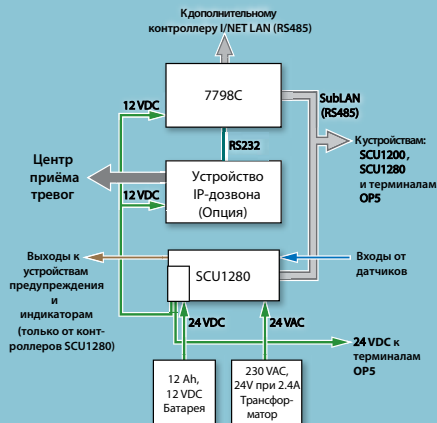 К дополнительному
контроллеру I/NET LAN (RS485)
7798C
12 VDC
SubLAN
(RS485)
RS232
К устройствам:
SCU1200,
SCU1280
и терминалам
OP5
Центр
приёма
тревог
12 VDC
Устройство
IP-дозвона
(Опция)
Выходы к
устройствам
предупреждения
и
индикаторам
(только от конт-
роллеров SCU1280)
SCU1280
Входы от
датчиков
24 VDC
24 VAC
24 VDC к
терминалам
OP5
12 Ah,
12 VDC
Батарея
230 VAC,
24V при 2.4A
Трансфор-
матор